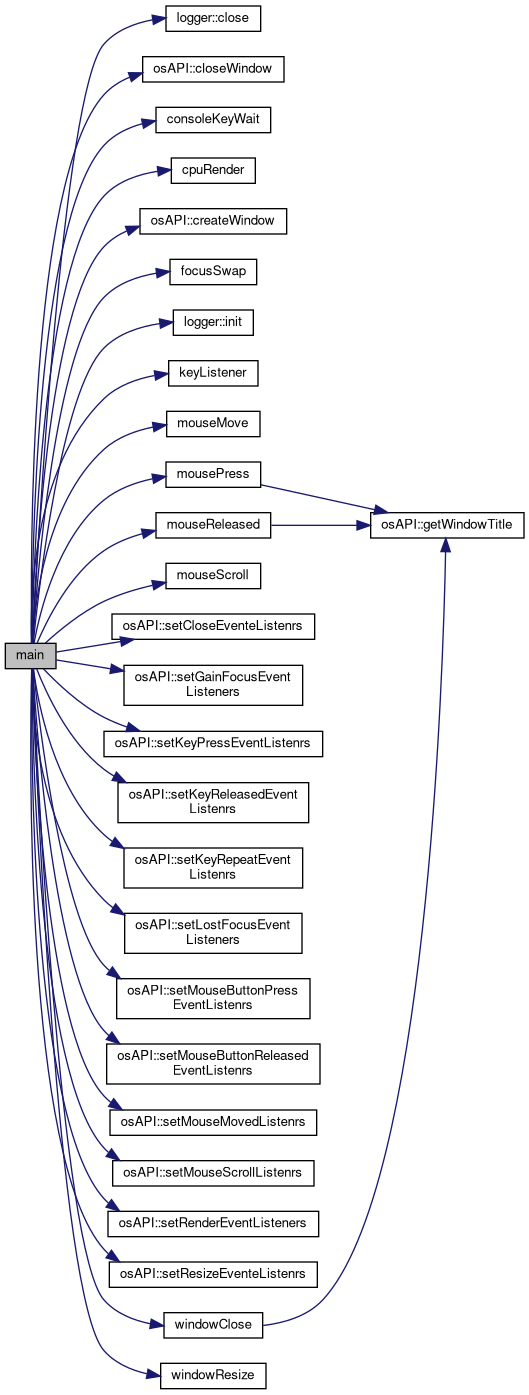 logger::close
osAPI::closeWindow
consoleKeyWait
cpuRender
osAPI::createWindow
focusSwap
logger::init
keyListener
mouseMove
mousePress
mouseReleased
osAPI::getWindowTitle
mouseScroll
osAPI::setCloseEventeListenrs
main
osAPI::setGainFocusEvent
Listeners
osAPI::setKeyPressEventListenrs
osAPI::setKeyReleasedEvent
Listenrs
osAPI::setKeyRepeatEvent
Listenrs
osAPI::setLostFocusEvent
Listeners
osAPI::setMouseButtonPress
EventListenrs
osAPI::setMouseButtonReleased
EventListenrs
osAPI::setMouseMovedListenrs
osAPI::setMouseScrollListenrs
osAPI::setRenderEventListeners
osAPI::setResizeEventeListenrs
windowClose
windowResize